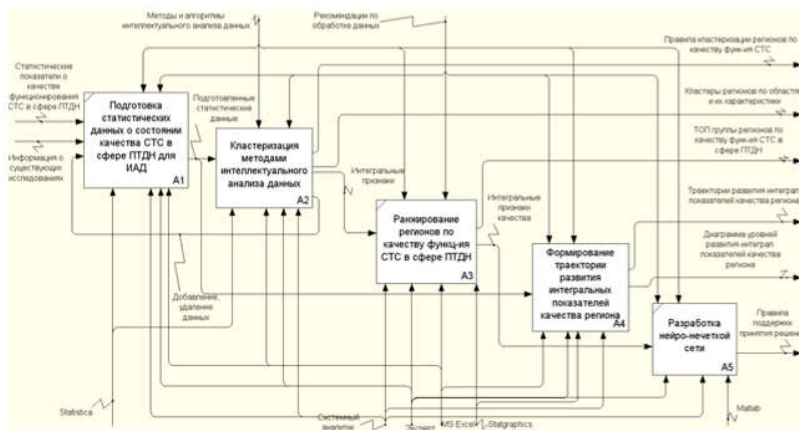 Методы и алгоритмы
интеллектуального анализа данных
Рекомендации по
обработке данных
Статистические
показатели о
качестве
функционирования
СТС в сфере ПТДН
Информация о
существующих
исследованиях
Подготовка
статистических
данных о состоянии
качества СТС в
сфере ПТДН для
ИАД
A1
Подготовленные
статистические
данные
Кластеризация
методами
интеллектуального
анализа данных
A2
Интегральные
признаки
Ранжирование
регионов по
качеству функц-ия
СТС в сфере ПТДН
A3
Интегральные
признаки
качества
Формирование
траектории
развития
интегральных
показателей
качества региона
A4
Разработка
нейро-нечеткой
сети
A5
Добавление,
удаление
данных
Правила кластеризации регионов по
качеству функ-ия СТС
Кластеры регионов по областя
и их характеристики
ТОП группы регионов по
качеству функ-ия СТС в
сфере ПТДН
Траектории развития интеграл
показателей качества региона
Диаграмма уровней
развития интеграл
показателей качества
региона
Правила
поддержки
принятия решени
Statistica
Системный
аналитик
Эксперт
MS Excel
Statgraphics
Matlab